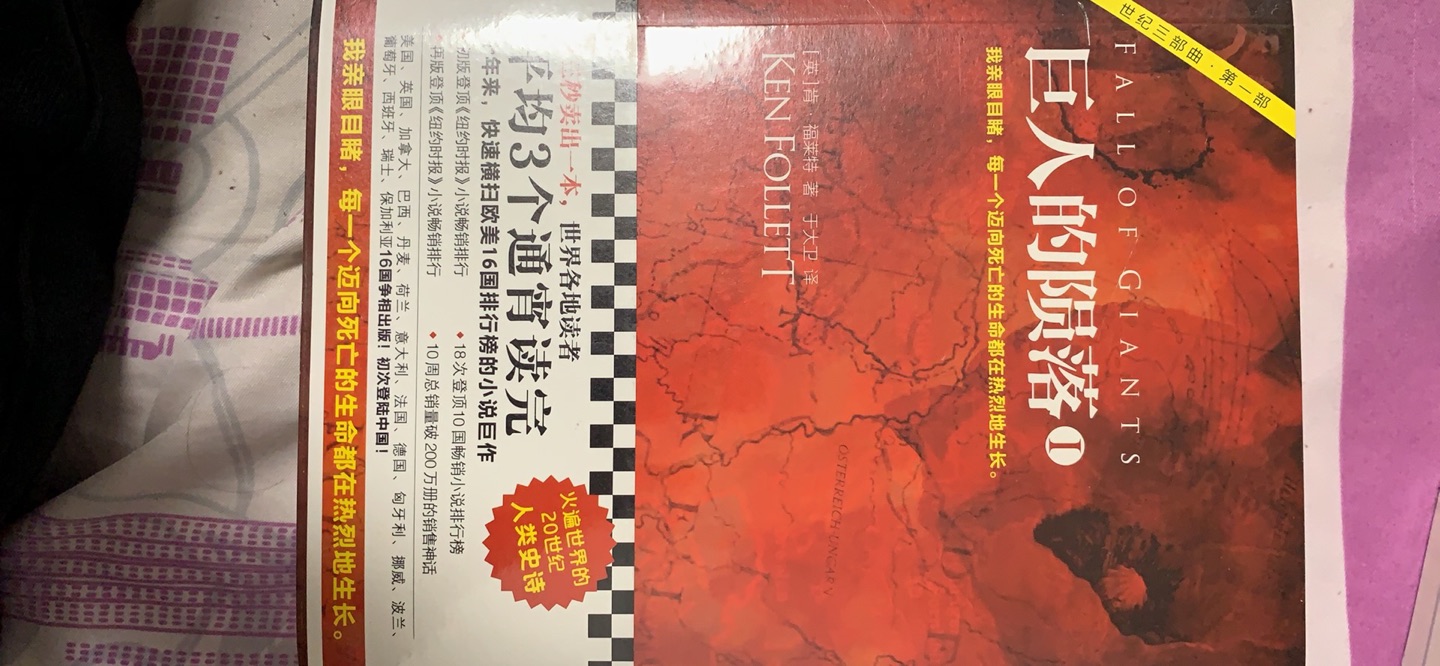 世纪三部曲·第一部
FALL OF GIANTS
巨人的陨落 I
我亲眼目睹，每一个迈向死亡的生命都在热烈地生长。
[英]肯·福莱特 著 于大卫 译
KEN FOLLETT
ÖSTERREICH-UNGARN
秒卖出一本，世界各地读者
平均3个通宵读完
年来，快速横扫欧美16国排行榜的小说巨作
初版登顶《纽约时报》小说畅销排行
◆ 18次登顶10国畅销小说排行榜
再版登顶《纽约时报》小说畅销排行
◆ 10周总销量破200万册的销售神话
美国、英国、加拿大、巴西、丹麦、荷兰、意大利、法国、德国、匈牙利、挪威、波兰、
葡萄牙、西班牙、瑞士、保加利亚16国争相出版！初次登陆中国！
我亲眼目睹，每一个迈向死亡的生命都在热烈地生长。
火遍世界的
20世纪
人类史诗